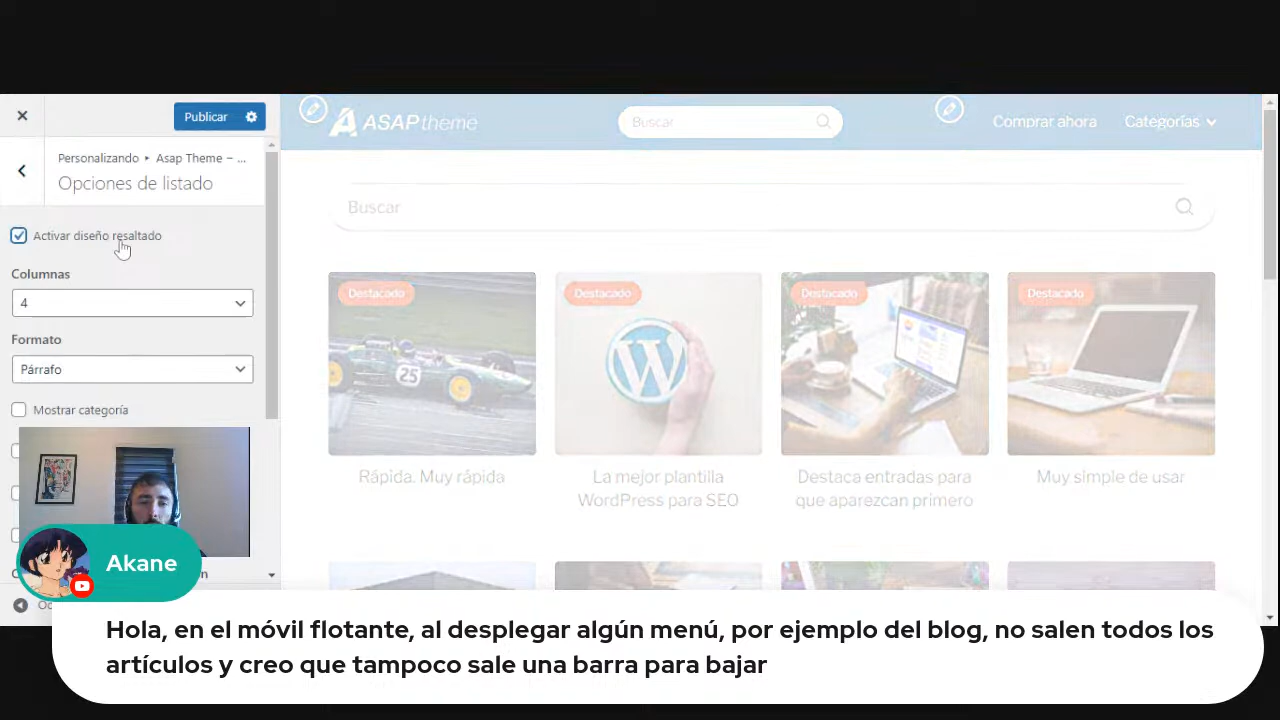 Publicar
Personalizando ▸ Asap Theme – ...
Opciones de listado
Activar diseño resaltado
Columnas
4
Formato
Párrafo
Mostrar categoría
ASAP theme
Buscar
Comprar ahora
Categorías
Buscar
Destacado
Destacado
Destacado
Destacado
25
Rápida. Muy rápida
La mejor plantilla
WordPress para SEO
Destaca entradas para
que aparezcan primero
Muy simple de usar
Akane
Hola, en el móvil flotante, al desplegar algún menú, por ejemplo del blog, no salen todos los
artículos y creo que tampoco sale una barra para bajar